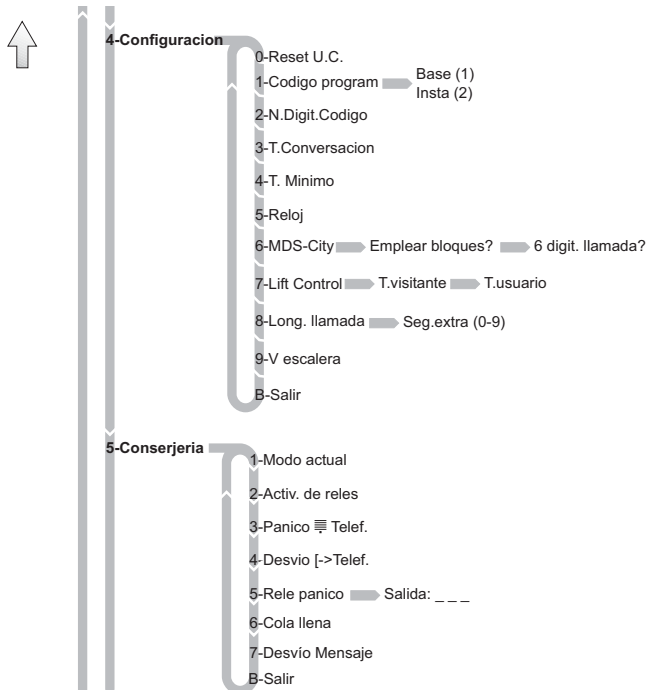 4-Configuracion
0-Reset U.C.
1-Codigo program Base (1)
Insta (2)
2-N.Digit.Codigo
3-T.Conversacion
4-T. Minimo
5-Reloj
6-MDS-City Emplear bloques? 6 digit. llamada?
7-Lift Control T.visitante T.usuario
8-Long. llamada Seg.extra (0-9)
9-V escalera
B-Salir
5-Conserjeria
1-Modo actual
2-Activ. de reles
3-Panico Telef.
4-Desvio [->Telef.
5-Rele panico Salida: _ _ _
6-Cola llena
7-Desvío Mensaje
B-Salir